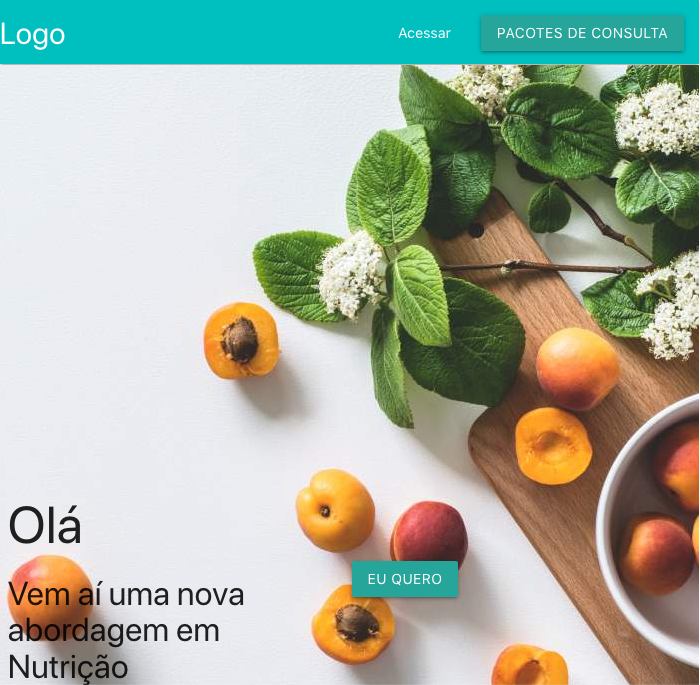 Logo
Acessar
PACOTES DE CONSULTA
Olá
EU QUERO
Vem aí uma nova
abordagem em
Nutrição